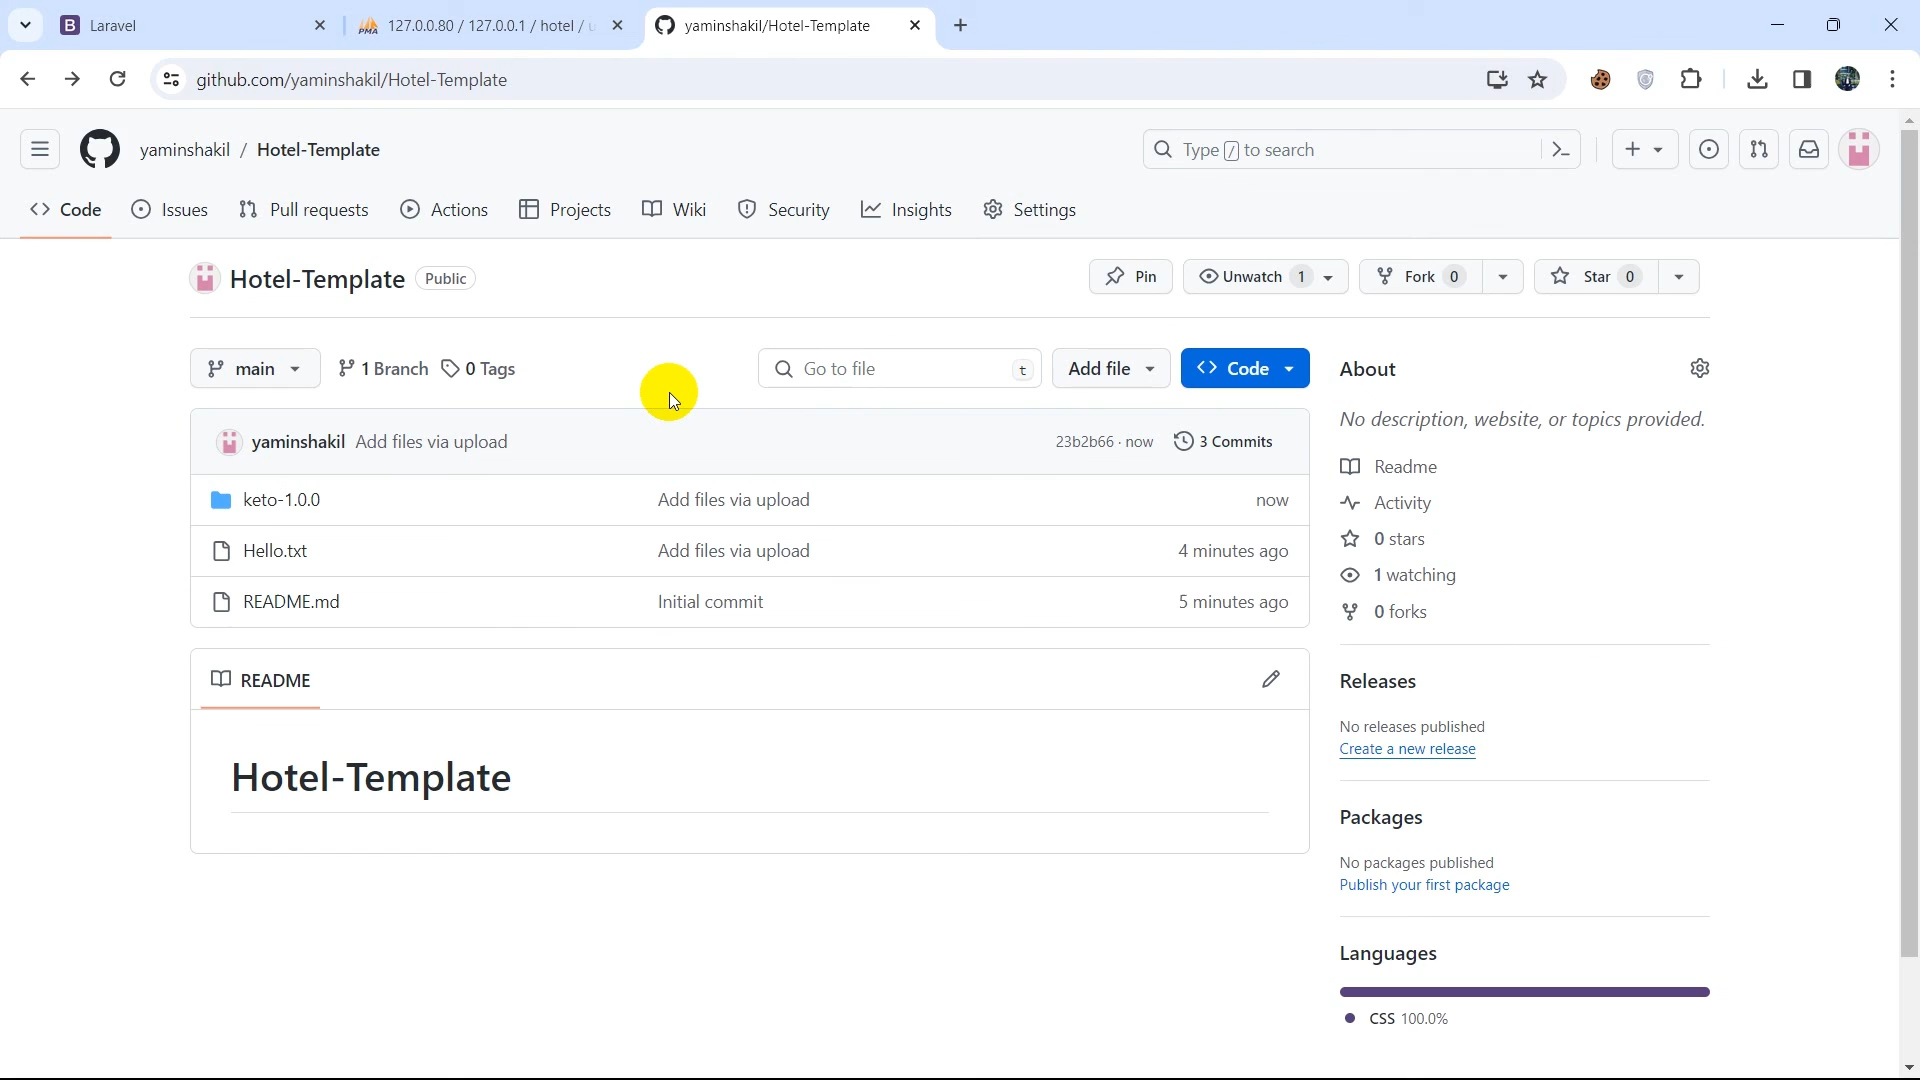 B Laravel
PMA 127.0.0.80 / 127.0.0.1 / hotel /
yaminshakil/Hotel-Template
github.com/yaminshakil/Hotel-Template
yaminshakil / Hotel-Template
Type / to search
Code Issues Pull requests Actions Projects Wiki Security Insights Settings
Hotel-Template Public
Pin Unwatch 1 Fork 0 Star 0
main 1 Branch 0 Tags
Go to file t Add file Code
yaminshakil Add files via upload 23b2b66 · now 3 Commits
keto-1.0.0 Add files via upload now
Hello.txt Add files via upload 4 minutes ago
README.md Initial commit 5 minutes ago
README
Hotel-Template
About
No description, website, or topics provided.
Readme
Activity
0 stars
1 watching
0 forks
Releases
No releases published
Create a new release
Packages
No packages published
Publish your first package
Languages
CSS 100.0%